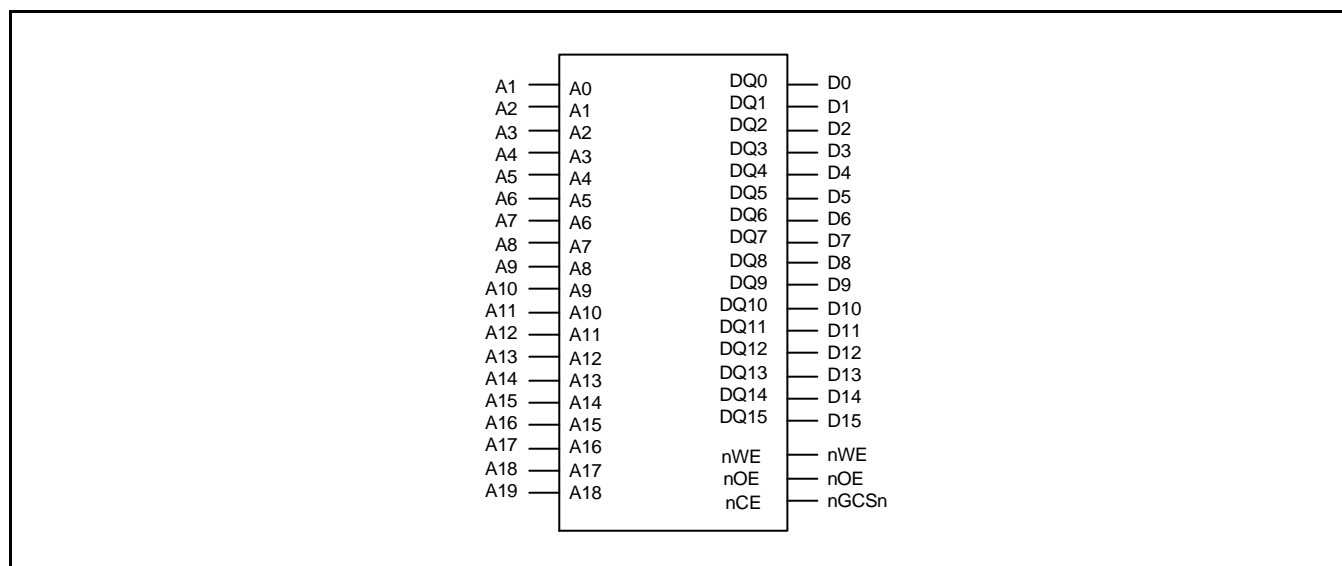 A1 A0 DQ0 D0
A2 A1 DQ1 D1
A3 A2 DQ2 D2
A4 A3 DQ3 D3
A5 A4 DQ4 D4
A6 A5 DQ5 D5
A7 A6 DQ6 D6
A8 A7 DQ7 D7
A9 A8 DQ8 D8
A10 A9 DQ9 D9
A11 A10 DQ10 D10
A12 A11 DQ11 D11
A13 A12 DQ12 D12
A14 A13 DQ13 D13
A15 A14 DQ14 D14
A16 A15 DQ15 D15
A17 A16 nWE nWE
A18 A17 nOE nOE
A19 A18 nCE nGCSn